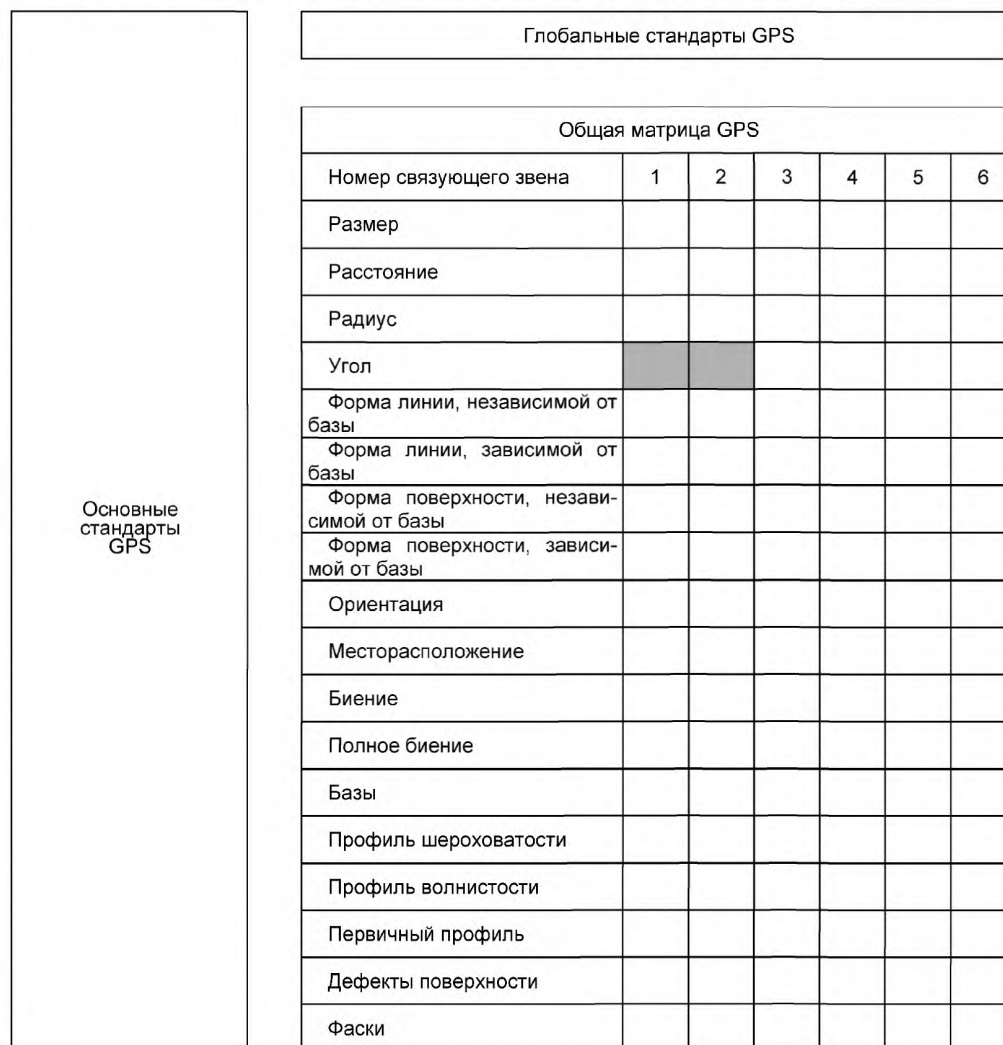 Глобальные стандарты GPS
Общая матрица GPS
Номер связующего звена 1 2 3 4 5 6
Размер
Расстояние
Радиус
Угол
Форма линии, независимой от
базы
Форма линии, зависимой от
базы
Форма поверхности, незави-
симой от базы
Форма поверхности, зависи-
мой от базы
Ориентация
Месторасположение
Биение
Полное биение
Базы
Профиль шероховатости
Профиль волнистости
Первичный профиль
Дефекты поверхности
Фаски
Основные
стандарты
GPS